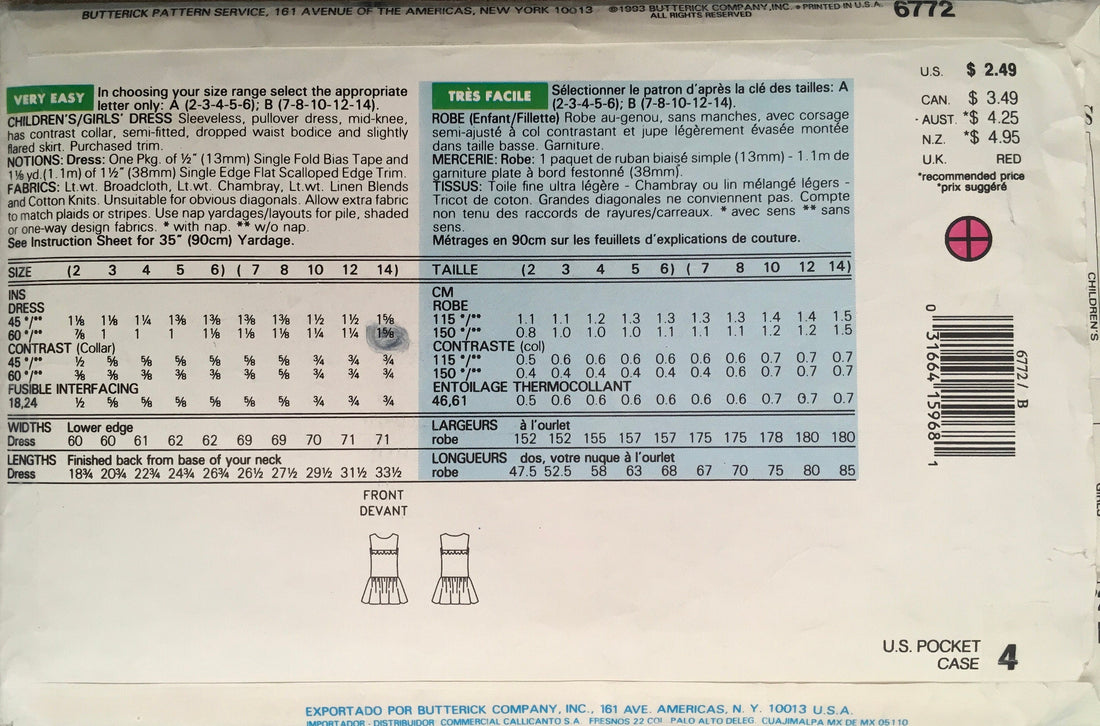 BUTTERICK PATTERN SERVICE, 161 AVENUE OF THE AMERICAS, NEW YORK 10013 ©1993 BUTTERICK COMPANY, INC. • PRINTED IN U.S.A. 6772
ALL RIGHTS RESERVED
VERY EASY In choosing your size range select the appropriate
letter only: A (2-3-4-5-6); B (7-8-10-12-14).
CHILDREN'S/GIRLS' DRESS Sleeveless, pullover dress, mid-knee,
has contrast collar, semi-fitted, dropped waist bodice and slightly
flared skirt. Purchased trim.
NOTIONS: Dress: One Pkg. of ½" (13mm) Single Fold Bias Tape and
1⅛ yd.(1.1m) of 1½" (38mm) Single Edge Flat Scalloped Edge Trim.
FABRICS: Lt.wt. Broadcloth, Lt.wt. Chambray, Lt.wt. Linen Blends
and Cotton Knits. Unsuitable for obvious diagonals. Allow extra fabric
to match plaids or stripes. Use nap yardages/layouts for pile, shaded
or one-way design fabrics. * with nap. ** w/o nap.
See Instruction Sheet for 35" (90cm) Yardage.
SIZE (2 3 4 5 6) ( 7 8 10 12 14)
INS
DRESS
45 */** 1⅛ 1⅛ 1¼ 1⅜ 1⅜ 1⅜ 1⅜ 1½ 1½ 1⅝
60 */** ⅞ 1 1 1 1⅛ 1⅛ 1⅛ 1¼ 1¼ 1⅝
CONTRAST (Collar)
45 */** ½ ⅝ ⅝ ⅝ ⅝ ⅝ ⅝ ¾ ¾ ¾
60 */** ⅜ ⅜ ⅜ ⅜ ⅜ ⅜ ⅝ ¾ ¾ ¾
FUSIBLE INTERFACING
18,24 ½ ⅝ ⅝ ⅝ ⅝ ⅝ ⅝ ¾ ¾ ¾
WIDTHS Lower edge
Dress 60 60 61 62 62 69 69 70 71 71
LENGTHS Finished back from base of your neck
Dress 18¾ 20¾ 22¾ 24¾ 26¾ 26½ 27½ 29½ 31½ 33½
TRÈS FACILE Sélectionner le patron d'après la clé des tailles: A
(2-3-4-5-6); B (7-8-10-12-14).
ROBE (Enfant/Fillette) Robe au-genou, sans manches, avec corsage
semi-ajusté à col contrastant et jupe légèrement évasée montée
dans taille basse. Garniture.
MERCERIE: Robe: 1 paquet de ruban biaisé simple (13mm) - 1.1m de
garniture plate à bord festonné (38mm).
TISSUS: Toile fine ultra légère - Chambray ou lin mélangé légers -
Tricot de coton. Grandes diagonales ne conviennent pas. Compte
non tenu des raccords de rayures/carreaux. * avec sens ** sans
sens.
Métrages en 90cm sur les feuillets d'explications de couture.
TAILLE (2 3 4 5 6) ( 7 8 10 12 14)
CM
ROBE
115 */** 1.1 1.1 1.2 1.3 1.3 1.3 1.3 1.4 1.4 1.5
150 */** 0.8 1.0 1.0 1.0 1.1 1.1 1.1 1.2 1.2 1.5
CONTRASTE (col)
115 */** 0.5 0.6 0.6 0.6 0.6 0.6 0.6 0.7 0.7 0.7
150 */** 0.4 0.4 0.4 0.4 0.4 0.4 0.6 0.7 0.7 0.7
ENTOILAGE THERMOCOLLANT
46,61 0.5 0.6 0.6 0.6 0.6 0.6 0.6 0.7 0.7 0.7
LARGEURS à l'ourlet
robe 152 152 155 157 157 175 175 178 180 180
LONGUEURS dos, votre nuque à l'ourlet
robe 47.5 52.5 58 63 68 67 70 75 80 85
U.S. $ 2.49
CAN. $ 3.49
AUST. *$ 4.25
N.Z. *$ 4.95
U.K. RED
*recommended price
*prix suggéré
0 31664 15968 1
6772 / B
CHILDREN'S
FRONT
DEVANT
U.S. POCKET
CASE 4
EXPORTADO POR BUTTERICK COMPANY, INC., 161 AVE. AMERICAS, N. Y. 10013 U.S.A.
IMPORTADOR - DISTRIBUIDOR COMMERCIAL CALLICANTO S.A. FRESNOS 22 COL. PALO ALTO DELEG. CUAJIMALPA MX DE MX 05110